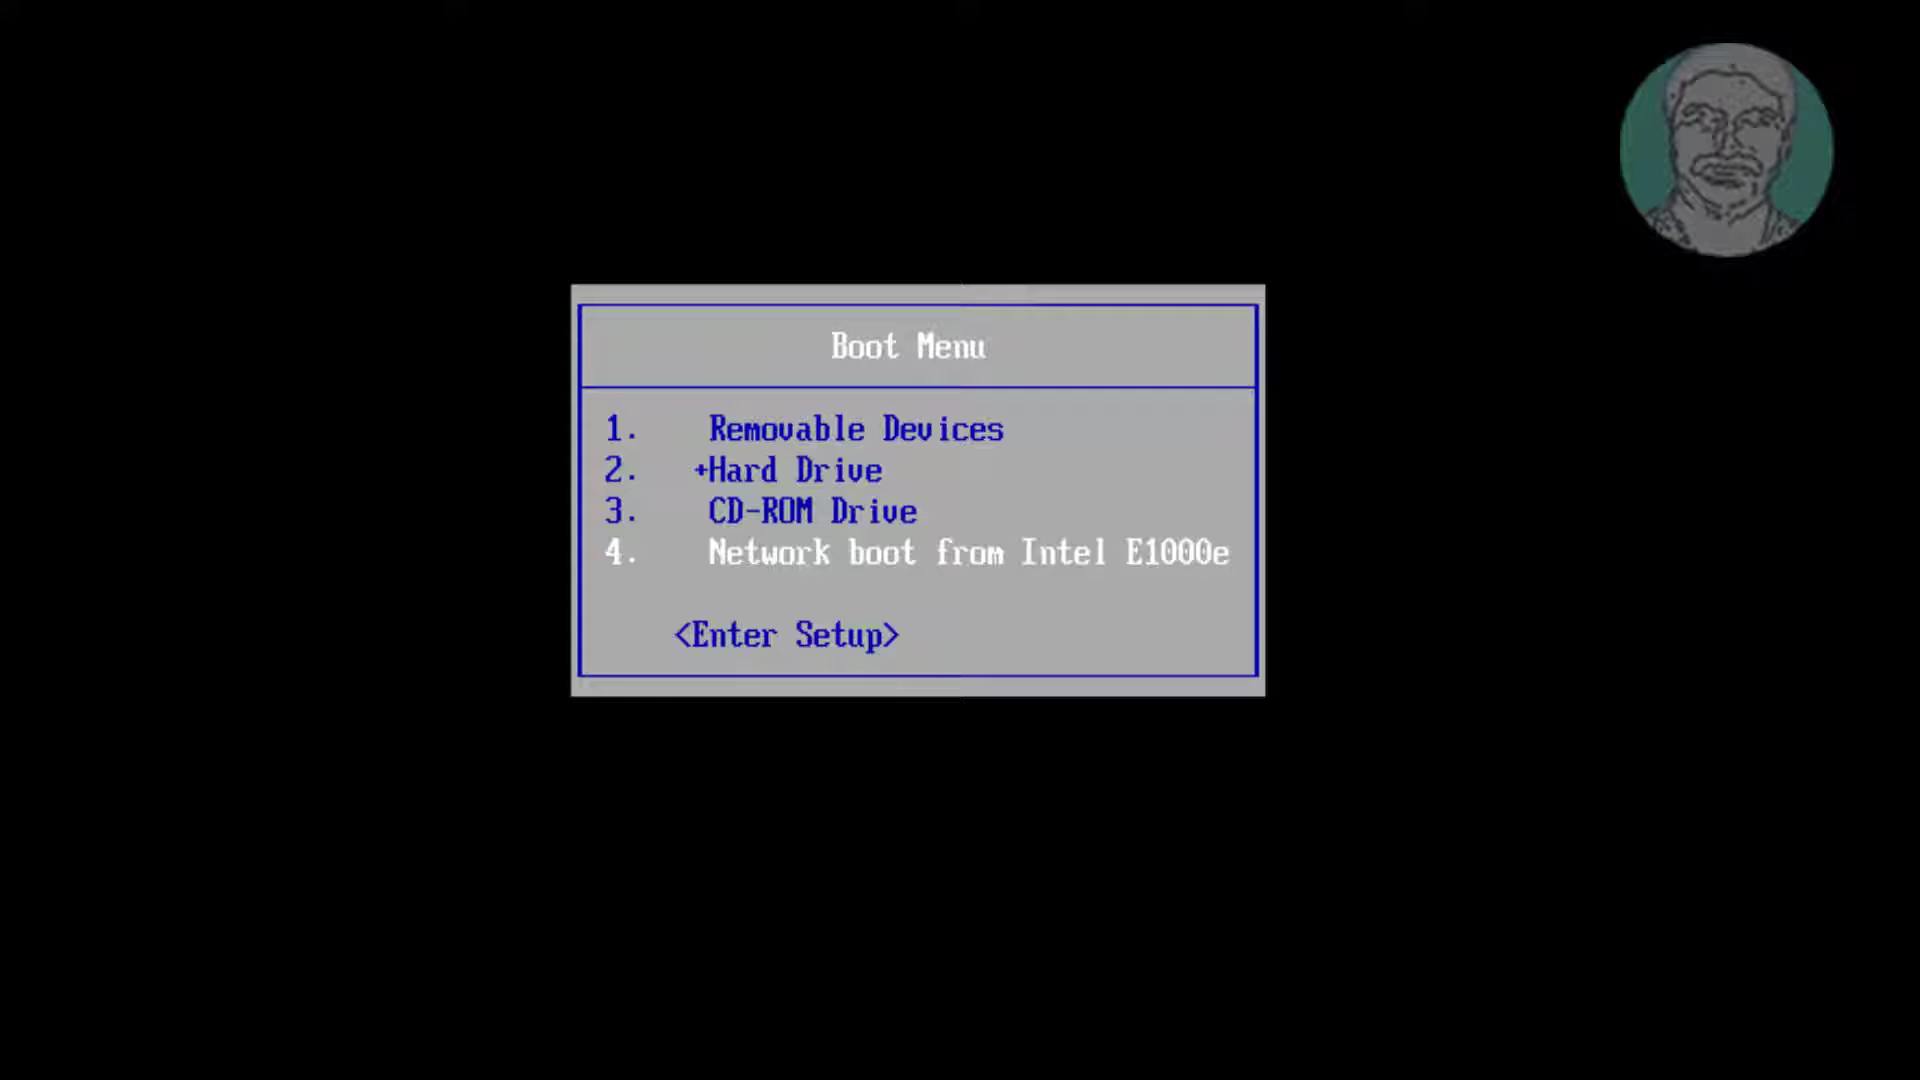 Boot Menu
1. Removable Devices
2. +Hard Drive
3. CD-ROM Drive
4. Network boot from Intel E1000e
<Enter Setup>